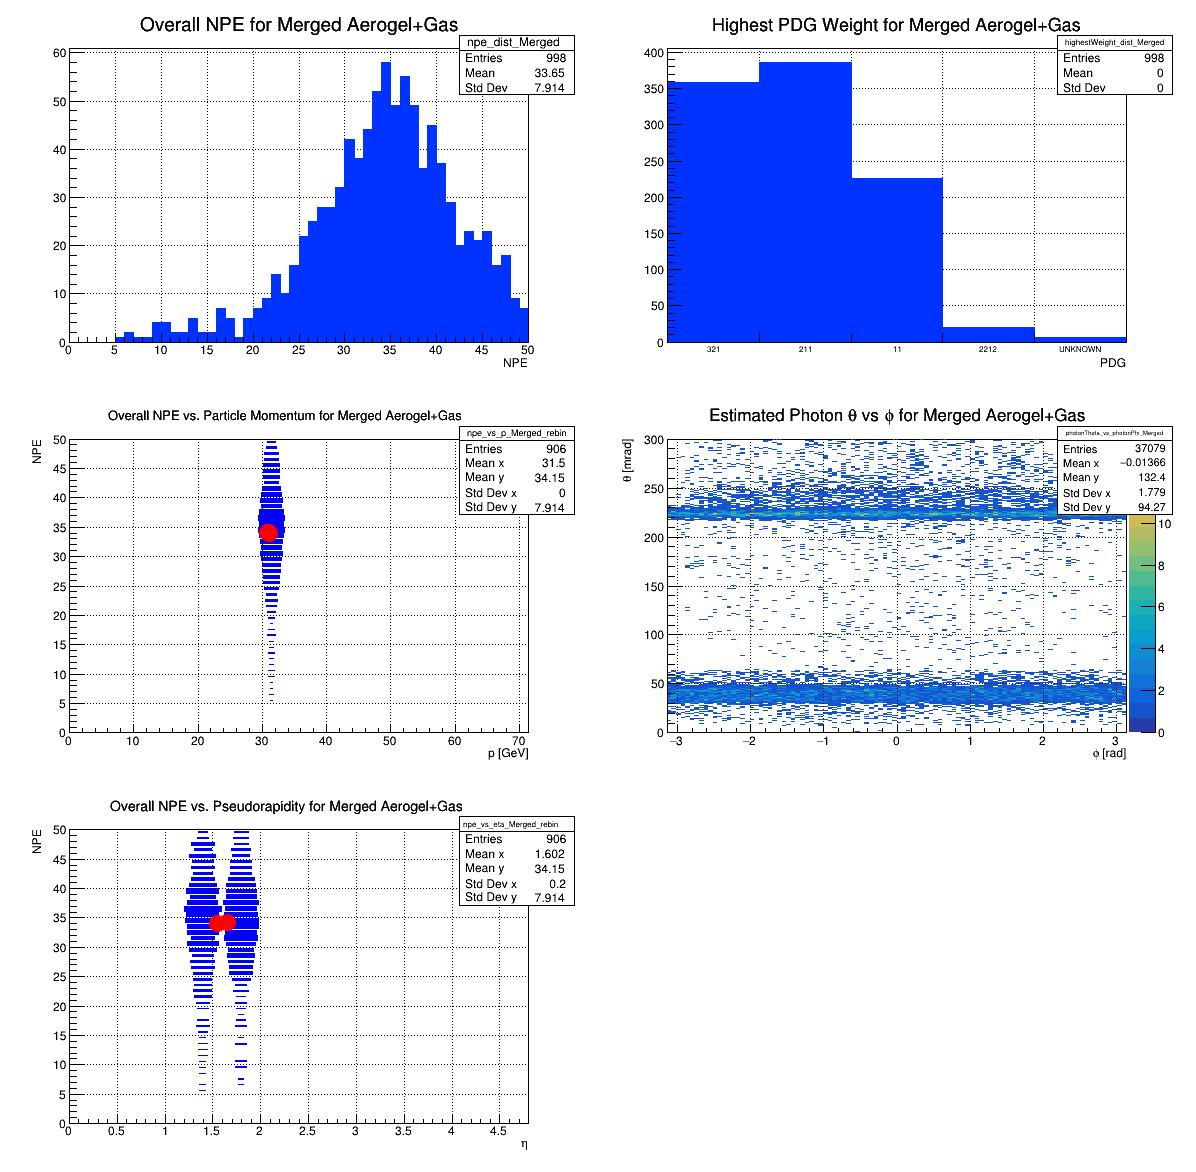 Overall NPE for Merged Aerogel+Gas
npe_dist_Merged
Entries 998
Mean 33.65
Std Dev 7.914
60
50
40
30
20
10
0
0 5 10 15 20 25 30 35 40 45 50
NPE
Highest PDG Weight for Merged Aerogel+Gas
highestWeight_dist_Merged
Entries 998
Mean 0
Std Dev 0
400
350
300
250
200
150
100
50
0
321 211 11 2212 UNKNOWN
PDG
Overall NPE vs. Particle Momentum for Merged Aerogel+Gas
npe_vs_p_Merged_rebin
Entries 906
Mean x 31.5
Mean y 34.15
Std Dev x 0
Std Dev y 7.914
NPE
50
45
40
35
30
25
20
15
10
5
0
0 10 20 30 40 50 60 70
p [GeV]
Estimated Photon θ vs ϕ for Merged Aerogel+Gas
photonTheta_vs_photonPhi_Merged
Entries 37079
Mean x −0.01366
Mean y 132.4
Std Dev x 1.779
Std Dev y 94.27
θ [mrad]
300
250
200
150
100
50
0
−3 −2 −1 0 1 2 3
ϕ [rad]
10
8
6
4
2
0
Overall NPE vs. Pseudorapidity for Merged Aerogel+Gas
npe_vs_eta_Merged_rebin
Entries 906
Mean x 1.602
Mean y 34.15
Std Dev x 0.2
Std Dev y 7.914
NPE
50
45
40
35
30
25
20
15
10
5
0
0 0.5 1 1.5 2 2.5 3 3.5 4 4.5
η